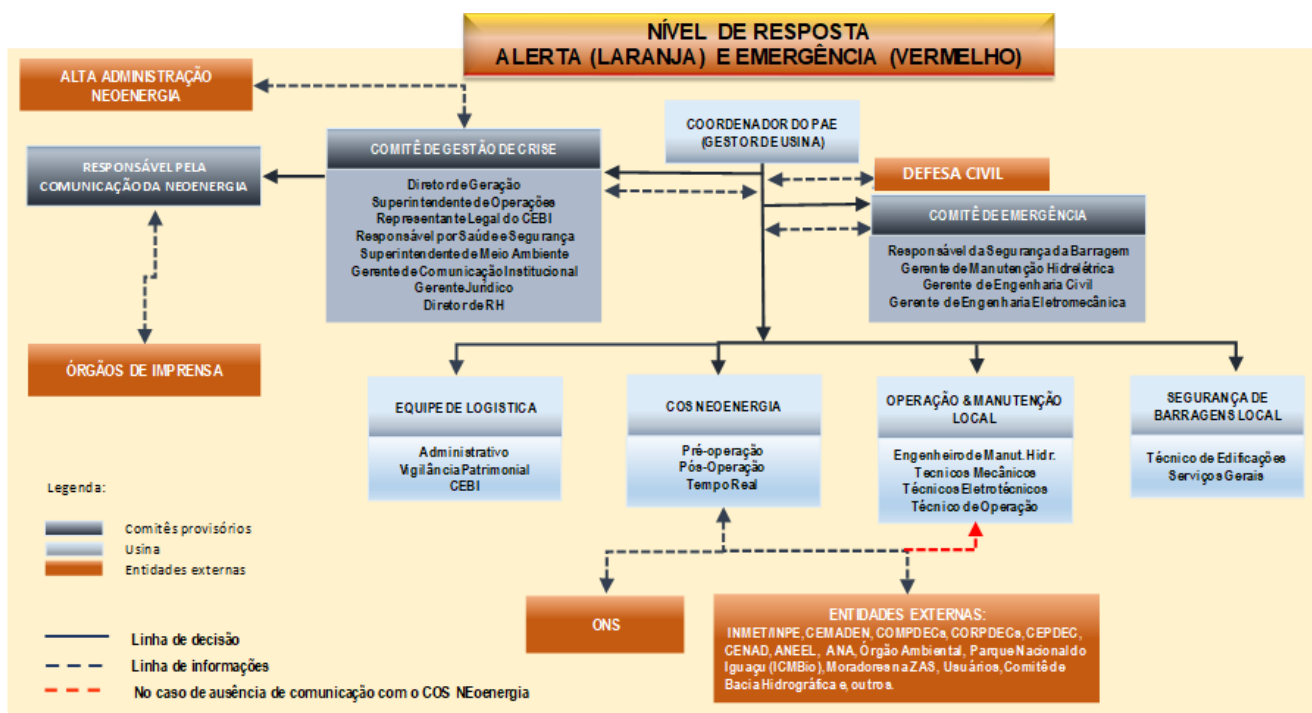 NÍVEL DE RESPOSTA
ALERTA (LARANJA) E EMERGÊNCIA (VERMELHO)
ALTA ADMINISTRAÇÃO
NEOENERGIA
COORDENADOR DO PAE
(GESTOR DE USINA)
COMITÊ DE GESTÃO DE CRISE
Diretor de Geração
Superintendente de Operações
Representante Legal do CEBI
Responsável por Saúde e Segurança
Superintendente de Meio Ambiente
Gerente de Comunicação Institucional
Gerente Jurídico
Diretor de RH
RESPONSÁVEL PELA
COMUNICAÇÃO DA NEOENERGIA
DEFESA CIVIL
COMITÊ DE EMERGÊNCIA
Responsável da Segurança da Barragem
Gerente de Manutenção Hidrelétrica
Gerente de Engenharia Civil
Gerente de Engenharia Eletromecânica
ÓRGÃOS DE IMPRENSA
EQUIPE DE LOGISTICA
Administrativo
Vigilância Patrimonial
CEBI
COS NEOENERGIA
Pré-operação
Pós-Operação
Tempo Real
OPERAÇÃO & MANUTENÇÃO
LOCAL
Engenheiro de Manut. Hidr.
Tecnicos Mecânicos
Técnicos Eletrotécnicos
Técnico de Operação
SEGURANÇA DE
BARRAGENS LOCAL
Técnico de Edificações
Serviços Gerais
Legenda:
Comitês provisórios
Usina
Entidades externas
Linha de decisão
Linha de informações
No caso de ausência de comunicação com o COS NEoenergia
ONS
ENTIDADES EXTERNAS:
INMET/INPE, CEMADEN, COMPDECs, CORPDECs, CEPDEC,
CENAD, ANEEL, ANA, Órgão Ambiental, Parque Nacional do
Iguaçu (ICMBio), Moradores na ZAS, Usuários, Comitê de
Bacia Hidrográfica e, outros.